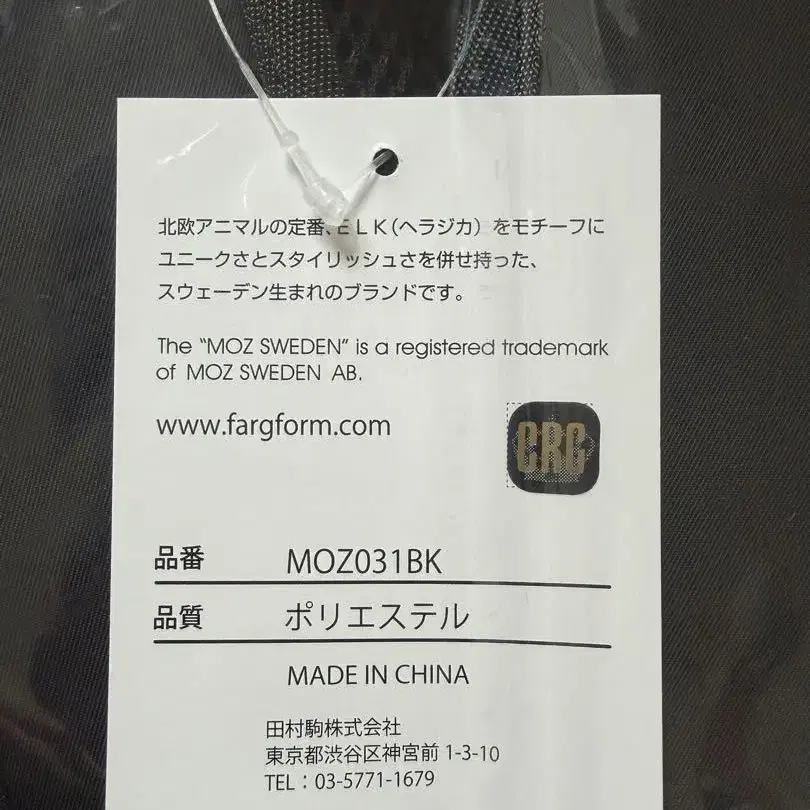 北欧アニマルの定番、ELK(ヘラジカ)をモチーフに
ユニークさとスタイリッシュさを併せ持った、
スウェーデン生まれのブランドです。
The “MOZ SWEDEN” is a registered trademark
of MOZ SWEDEN AB.
www.fargform.com
CRG
品番 MOZ031BK
品質 ポリエステル
MADE IN CHINA
田村駒株式会社
東京都渋谷区神宮前 1-3-10
TEL：03-5771-1679